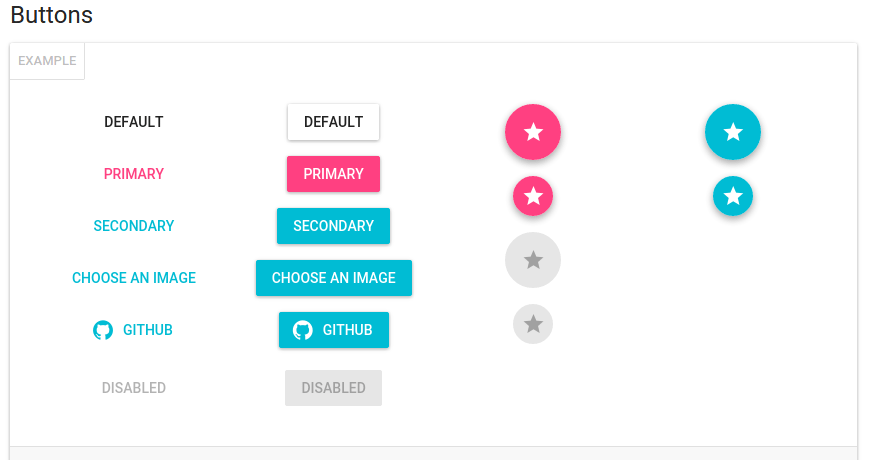 Buttons
EXAMPLE
DEFAULT DEFAULT
PRIMARY PRIMARY
SECONDARY SECONDARY
CHOOSE AN IMAGE CHOOSE AN IMAGE
GITHUB GITHUB
DISABLED DISABLED